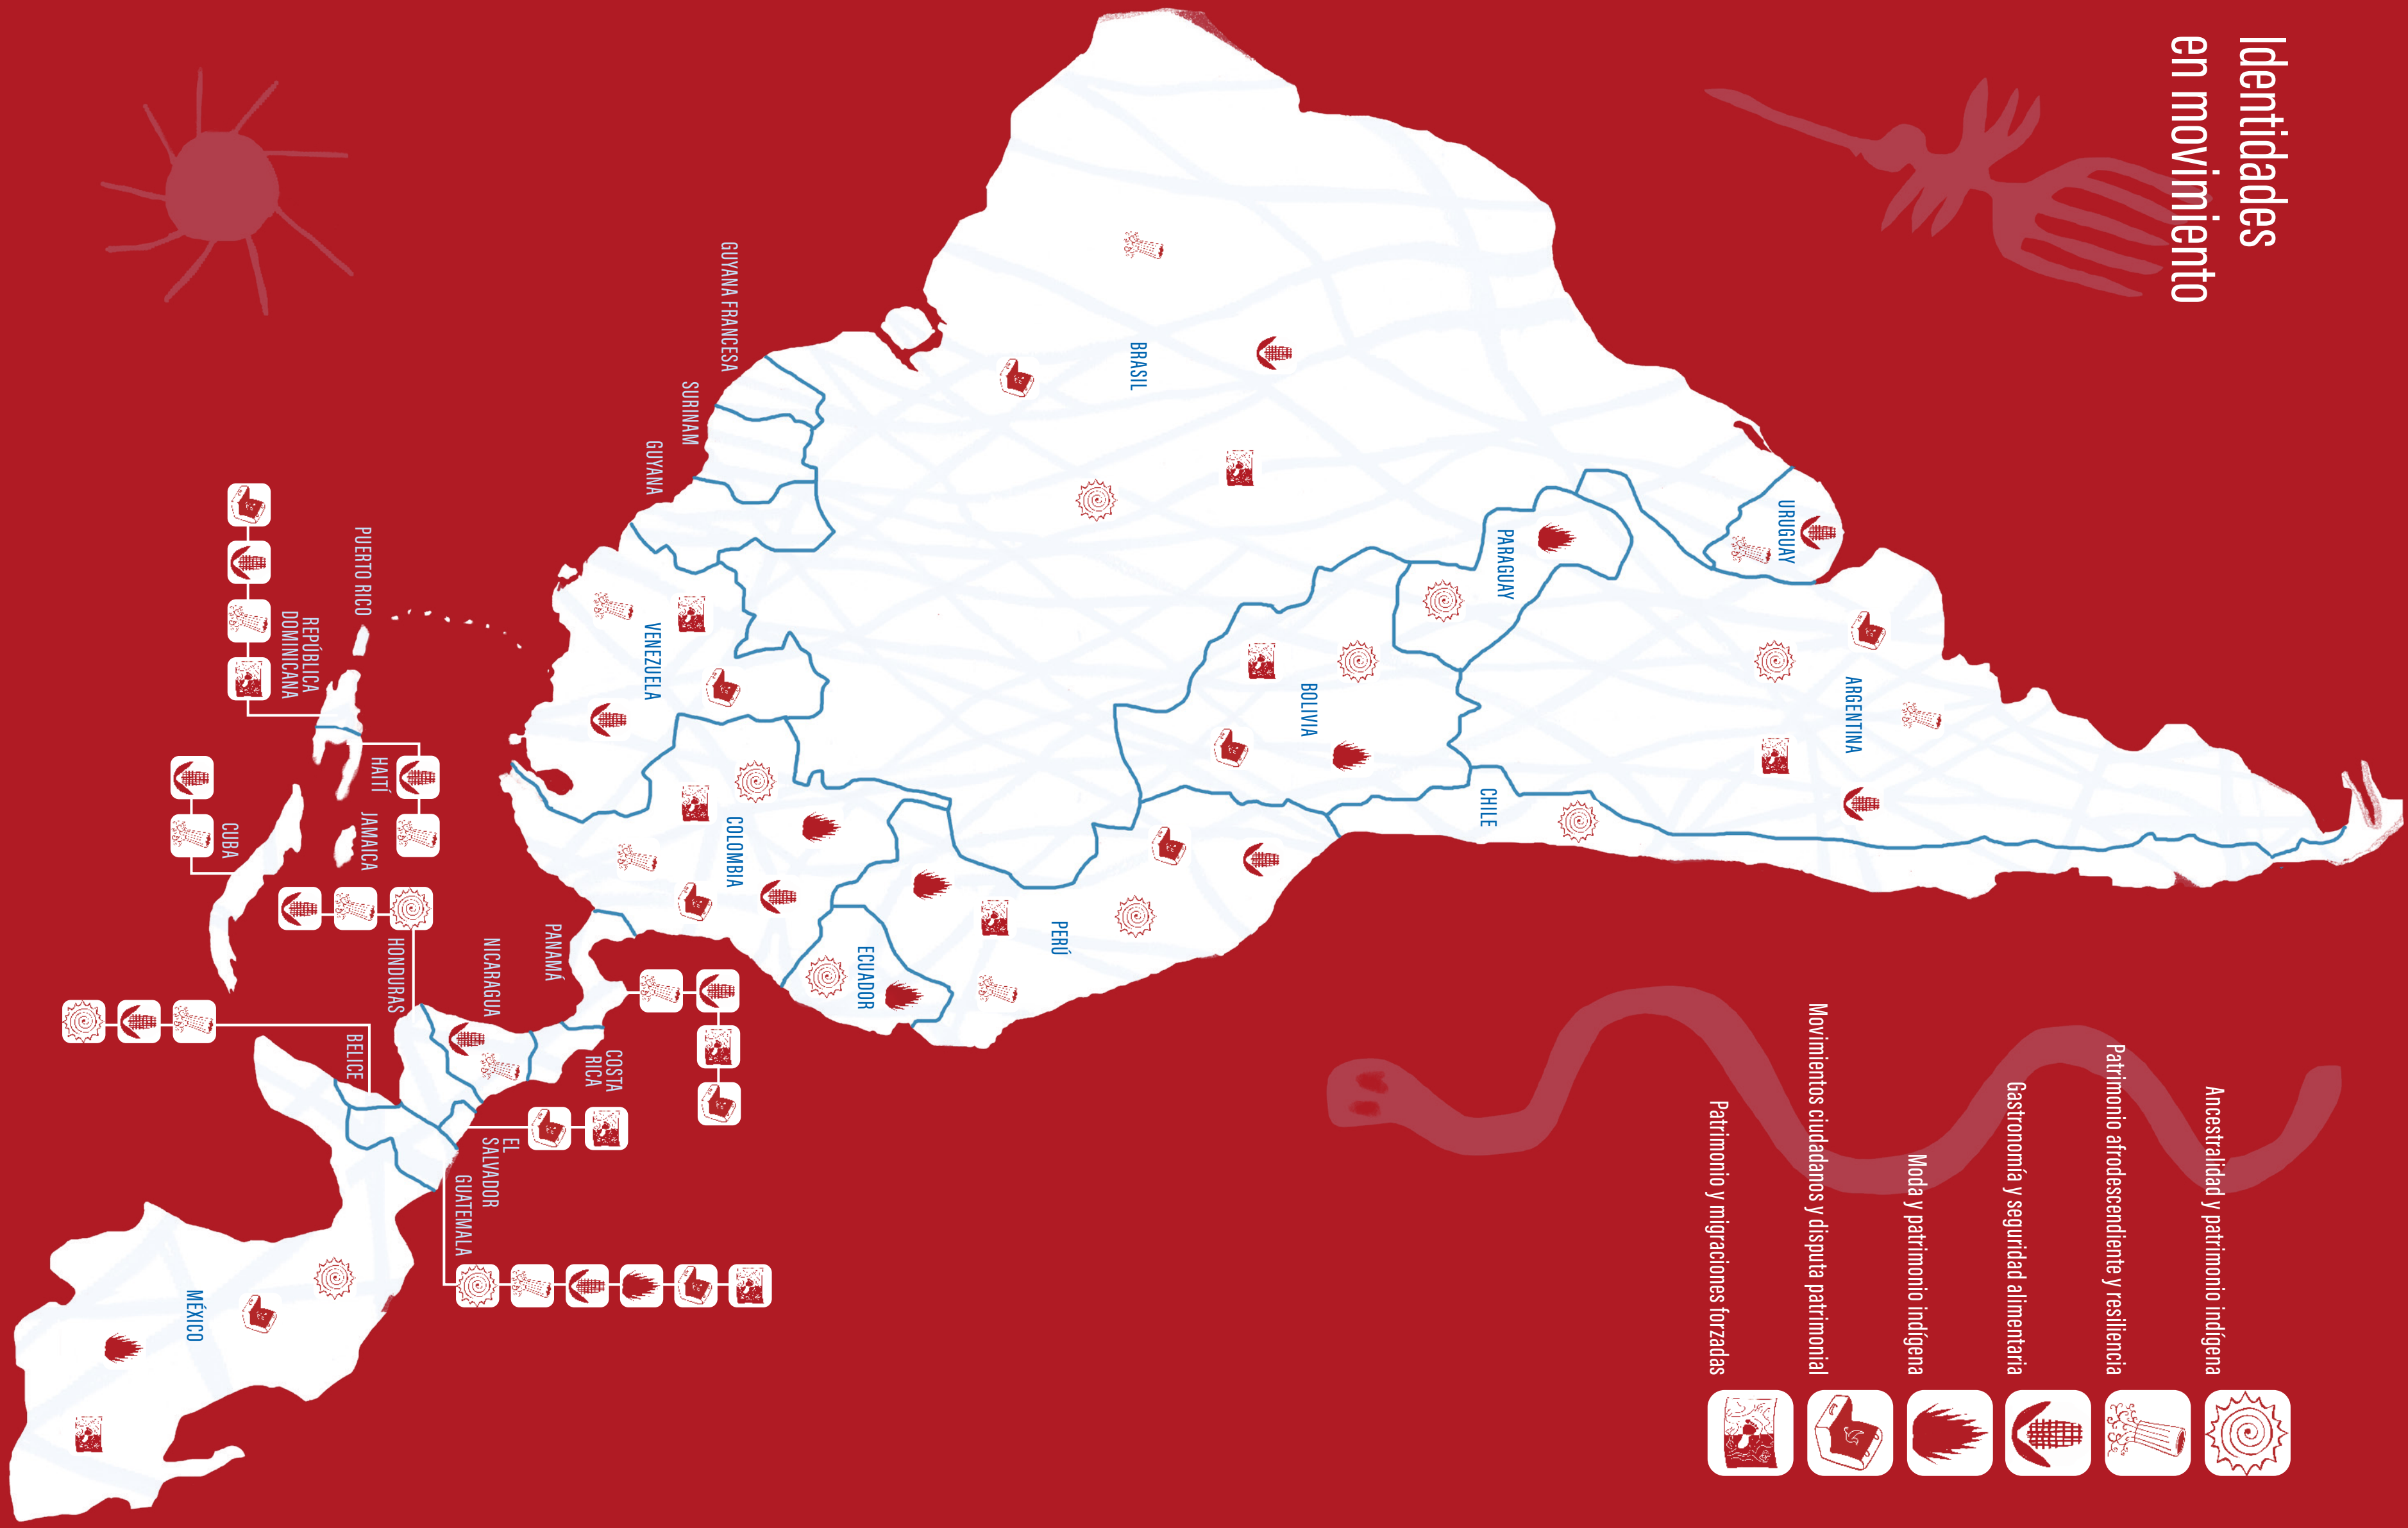 Identidades
en movimiento
GUYANA FRANCESA
SURINAM
GUYANA
BRASIL
URUGUAY
PARAGUAY
PUERTO RICO
REPÚBLICA
DOMINICANA
VENEZUELA
BOLIVIA
ARGENTINA
HAITÍ
JAMAICA
CUBA
COLOMBIA
CHILE
PERÚ
ECUADOR
PANAMÁ
NICARAGUA
HONDURAS
BELICE
COSTA
RICA
EL
SALVADOR
GUATEMALA
MÉXICO
Ancestralidad y patrimonio indígena
Patrimonio afrodescendiente y resiliencia
Gastronomía y seguridad alimentaria
Moda y patrimonio indígena
Movimientos ciudadanos y disputa patrimonial
Patrimonio y migraciones forzadas